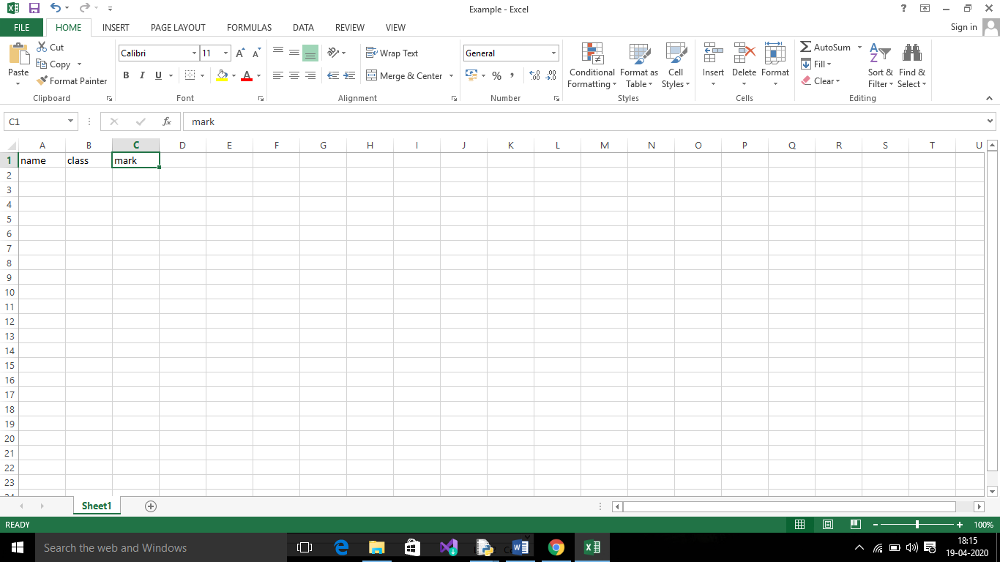 Example - Excel
?
FILE HOME INSERT PAGE LAYOUT FORMULAS DATA REVIEW VIEW Sign in
Paste
Cut
Copy
Format Painter
Clipboard
Calibri 11
B I U
Font
Wrap Text
Merge & Center
Alignment
General
%
Number
Conditional Formatting
Format as Table
Cell Styles
Styles
Insert Delete Format
Cells
AutoSum
Fill
Clear
Sort & Filter
Find & Select
Editing
C1 fx mark
A B C D E F G H I J K L M N O P Q R S T U
1 name class mark
2
3
4
5
6
7
8
9
10
11
12
13
14
15
16
17
18
19
20
21
22
23
24
Sheet1
READY 100%
Search the web and Windows
18:15
19-04-2020